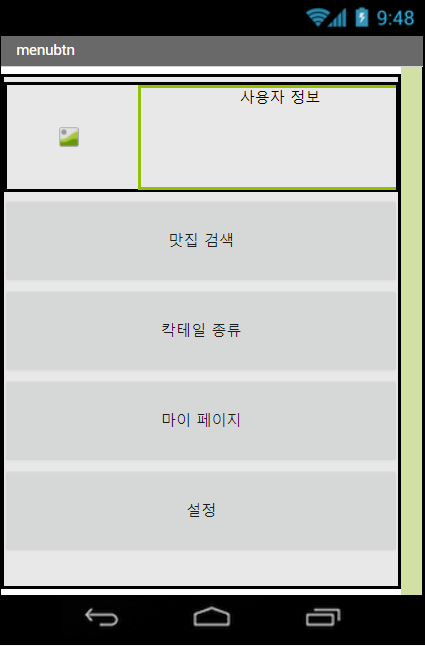 9:48
menubtn
사용자 정보
맛집 검색
칵테일 종류
마이 페이지
설정